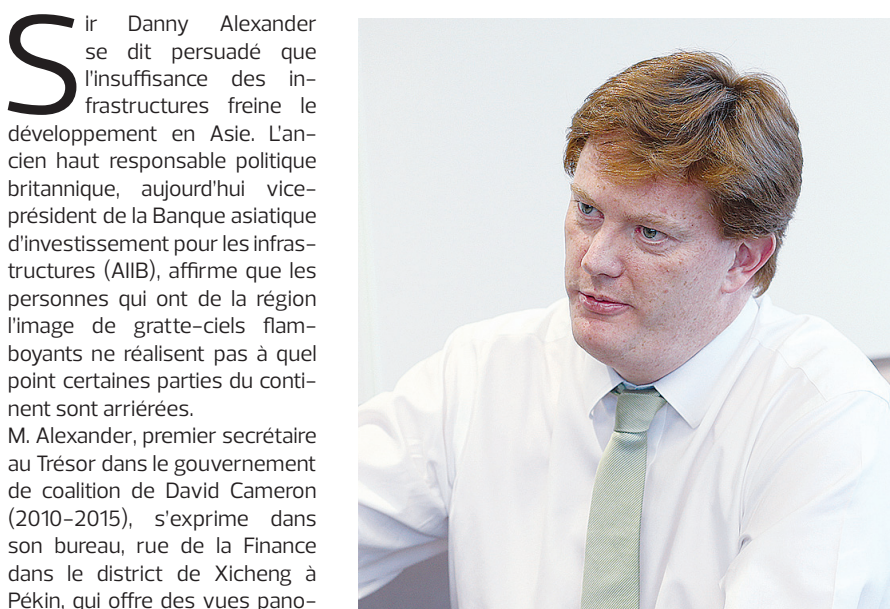 Sir Danny Alexander
se dit persuadé que
l'insuffisance des in-
frastructures freine le
développement en Asie. L'an-
cien haut responsable politique
britannique, aujourd'hui vice-
président de la Banque asiatique
d'investissement pour les infras-
tructures (AIIB), affirme que les
personnes qui ont de la région
l'image de gratte-ciels flam-
boyants ne réalisent pas à quel
point certaines parties du conti-
nent sont arriérées.
M. Alexander, premier secrétaire
au Trésor dans le gouvernement
de coalition de David Cameron
(2010-2015), s'exprime dans
son bureau, rue de la Finance
dans le district de Xicheng à
Pékin, qui offre des vues pano-